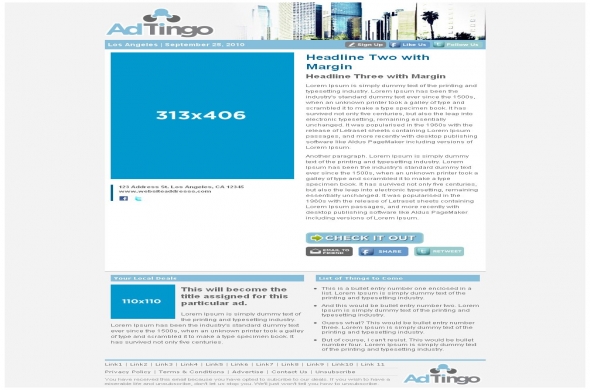 AdTingo
Los Angeles | September 29, 2010
Sign Up
Like Us
Follow Us
313x406
123 Address St, Los Angeles, CA 12345
www.websiteaddress.com
Headline Two with
Margin
Headline Three with Margin
Lorem Ipsum is simply dummy text of the printing and
typesetting industry. Lorem Ipsum has been the
industry's standard dummy text ever since the 1500s,
when an unknown printer took a galley of type and
scrambled it to make a type specimen book. It has
survived not only five centuries, but also the leap into
electronic typesetting, remaining essentially
unchanged. It was popularised in the 1960s with the
release of Letraset sheets containing Lorem Ipsum
passages, and more recently with desktop publishing
software like Aldus PageMaker including versions of
Lorem Ipsum.
Another paragraph. Lorem Ipsum is simply
dummy text of the printing and typesetting industry.
Lorem Ipsum has been the industry's standard
dummy text ever since the 1500s, when an
unknown printer took a galley of type and
scrambled it to make a type specimen book. It has
survived not only five centuries, but also the leap into
electronic typesetting, remaining essentially
unchanged. It was popularised in the 1960s with the
release of Letraset sheets containing Lorem Ipsum
passages, and more recently with desktop publishing
software like Aldus PageMaker including versions of
Lorem Ipsum.
CHECK IT OUT
EMAIL TO
FRIEND
SHARE
RETWEET
Your Local Deals
110x110
This will become the
title assigned for this
particular ad.
Lorem Ipsum is simply dummy text of
the printing and typesetting industry.
Lorem Ipsum has been the industry's standard dummy text
ever since the 1500s, when an unknown printer took a galley
of type and scrambled it to make a type specimen book. It
has survived not only five centuries.
List of Things to Come
This is a bullet entry number one enclosed in a
list. Lorem Ipsum is simply dummy text of the
printing and typesetting industry.
And this would be bullet entry number two. Lorem
Ipsum is simply dummy text of the printing and
typesetting industry.
Guess what? This would be bullet entry number
three. Lorem Ipsum is simply dummy text of the
printing and typesetting industry.
But of course, I can't resist. This would be bullet
number four. Lorem Ipsum is simply dummy text of
the printing and typesetting industry.
Link1 | Link2 | Link3 | Link4 | Link5 | Link6 | Link7 | Link8 | Link9 | Link10 | Link 11
Privacy Policy | Terms & Conditions | Advertise | Contact Us | Unsubscribe
You have received this email because you have opted to subscribe to our deals. If you wish to have a
AdTingo